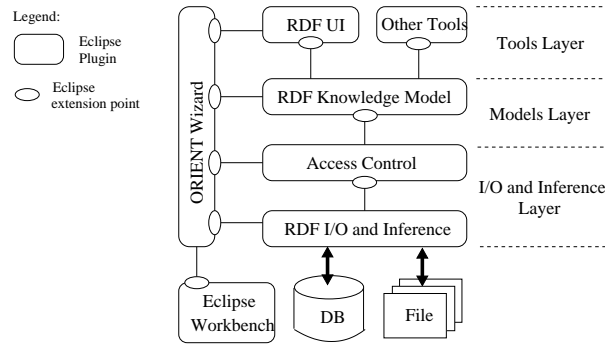 Legend:
Eclipse
Plugin
Eclipse
extension point
ORIENT Wizard
RDF UI
Other Tools
Tools Layer
RDF Knowledge Model
Models Layer
Access Control
I/O and Inference
Layer
RDF I/O and Inference
Eclipse
Workbench
DB
File